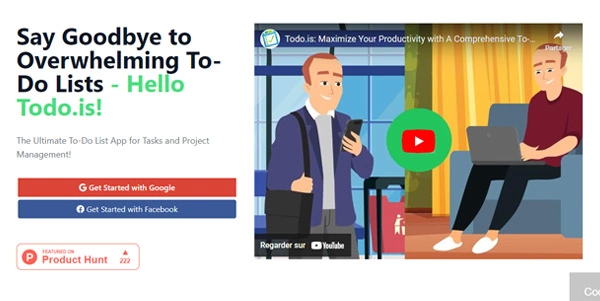 Say Goodbye to
Overwhelming To-
Do Lists - Hello
Todo.is!
The Ultimate To-Do List App for Tasks and Project
Management!
Get Started with Google
Get Started with Facebook
FEATURED ON
Product Hunt
222
Todo.is: Maximize Your Productivity with A Comprehensive To-...
Partager
Regarder sur YouTube